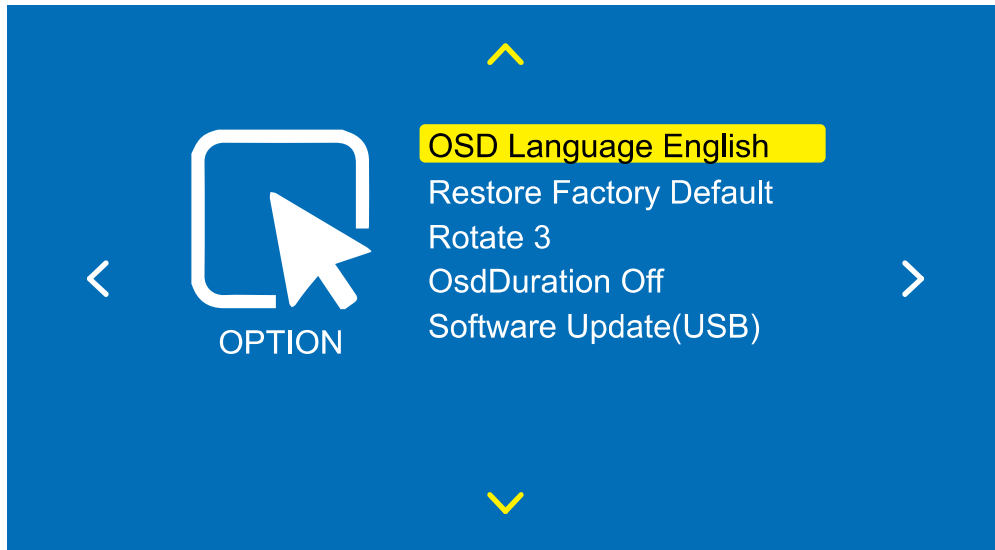 OSD Language English
Restore Factory Default
Rotate 3
OsdDuration Off
Software Update(USB)
OPTION